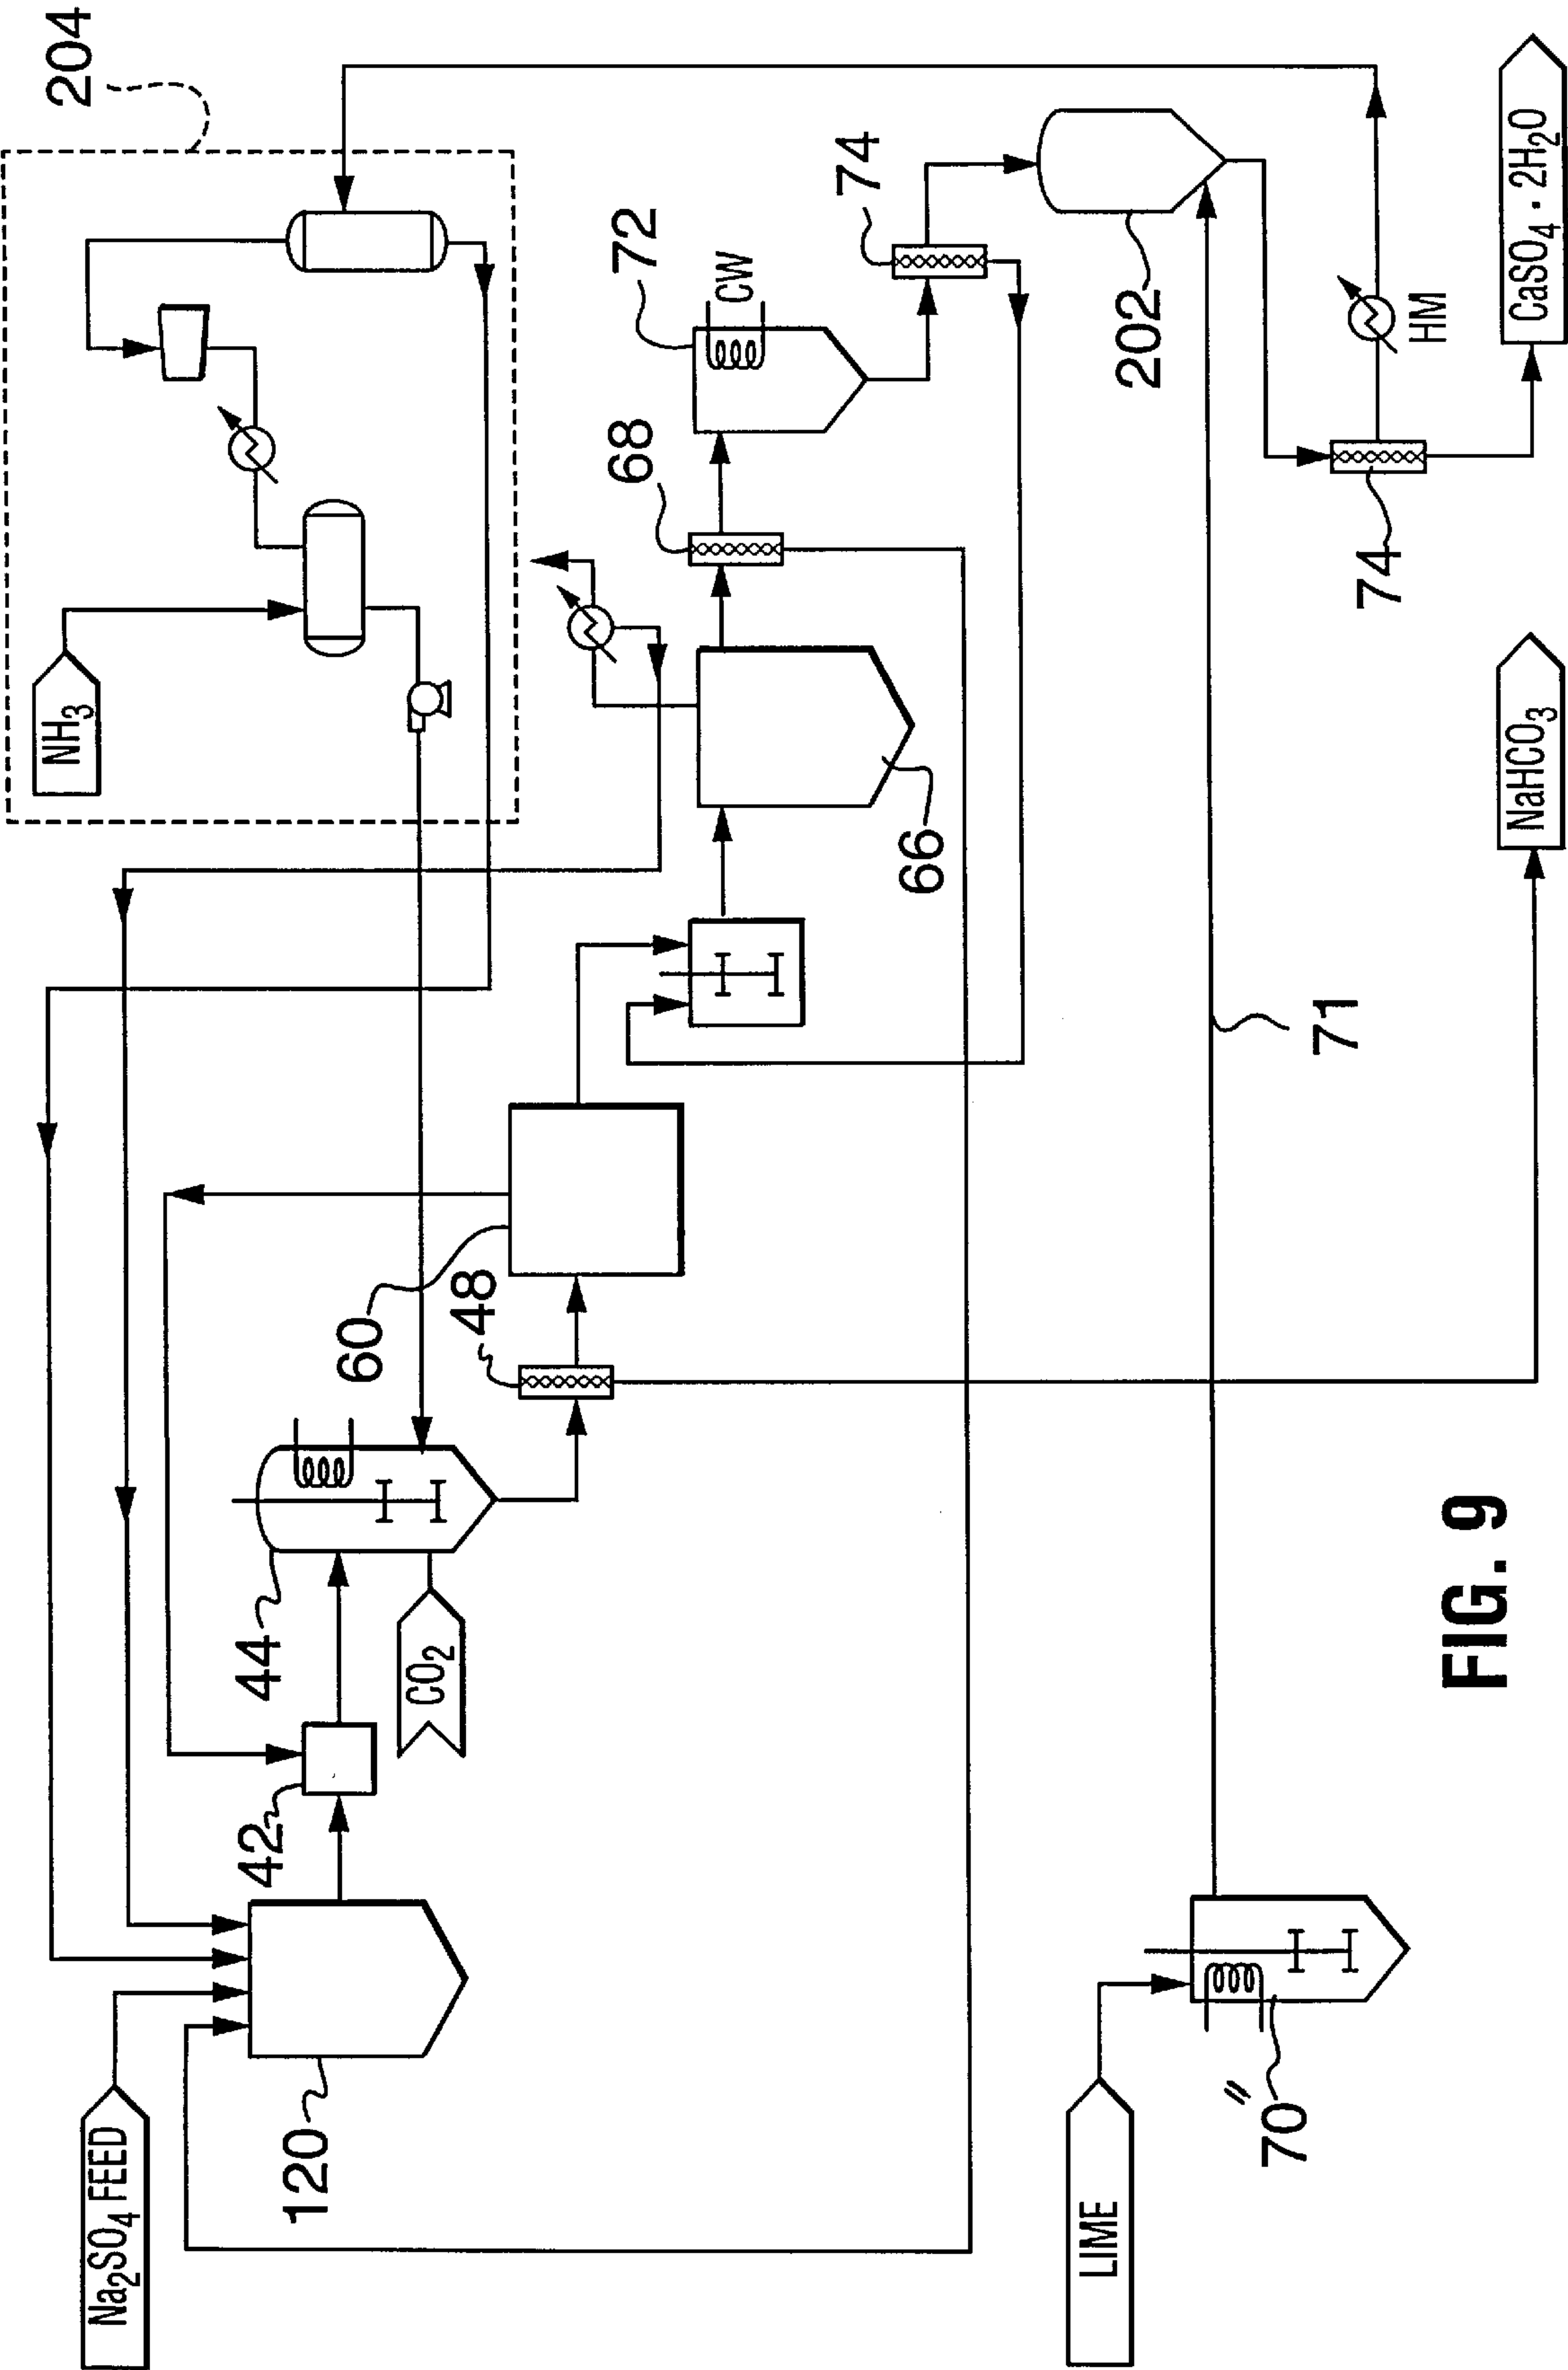 204
NH3
72
CW
74
68
202
HM
CaSO4 · 2H2O
66
74
NaHCO3
71
60
48
44
CO2
42
FIG. 9
Na2SO4 FEED
120
LIME
70"